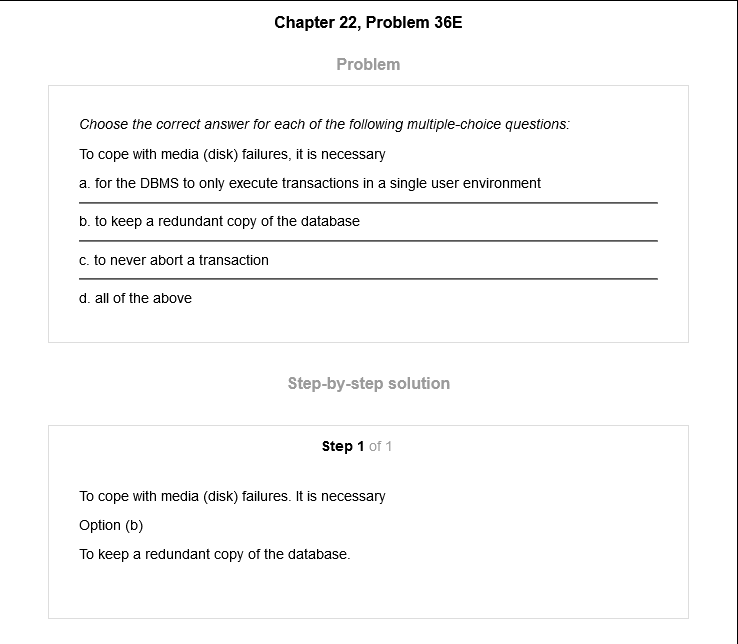 Chapter 22, Problem 36E
Problem
Choose the correct answer for each of the following multiple-choice questions:
To cope with media (disk) failures, it is necessary
a. for the DBMS to only execute transactions in a single user environment
b. to keep a redundant copy of the database
c. to never abort a transaction
d. all of the above
Step-by-step solution
Step 1 of 1
To cope with media (disk) failures. It is necessary
Option (b)
To keep a redundant copy of the database.